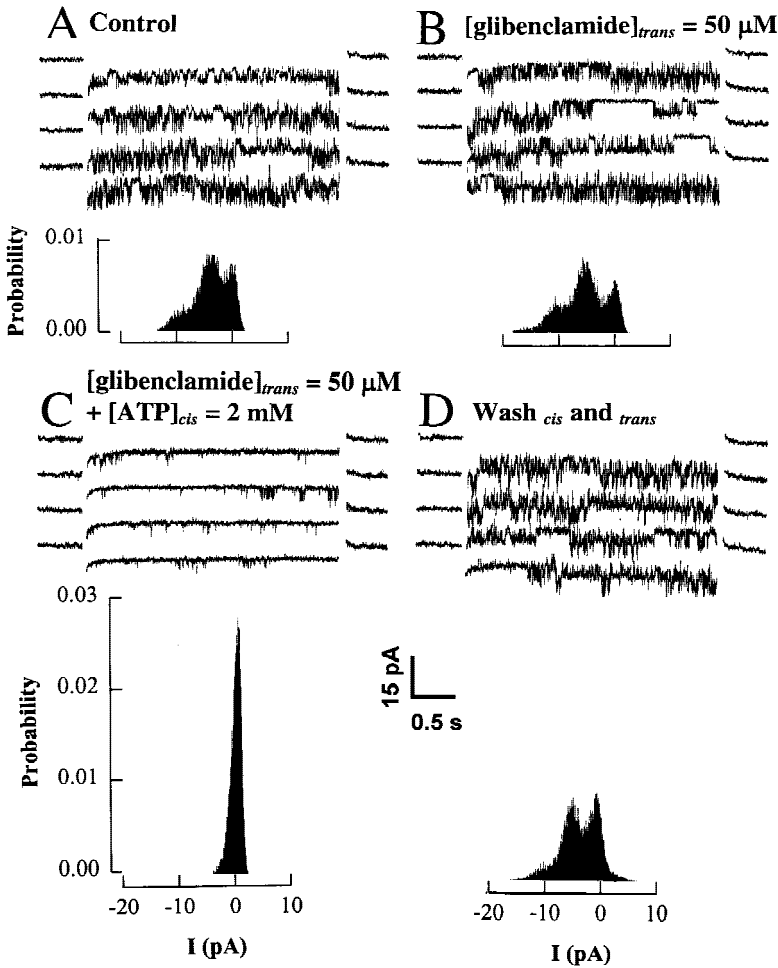 A Control
B [glibenclamide]trans = 50 μM
0.01
0.00
Probability
C [glibenclamide]trans = 50 μM
+ [ATP]cis = 2 mM
D Wash cis and trans
0.03
0.02
0.01
0.00
Probability
15 pA
0.5 s
-20 -10 0 10
I (pA)
-20 -10 0 10
I (pA)